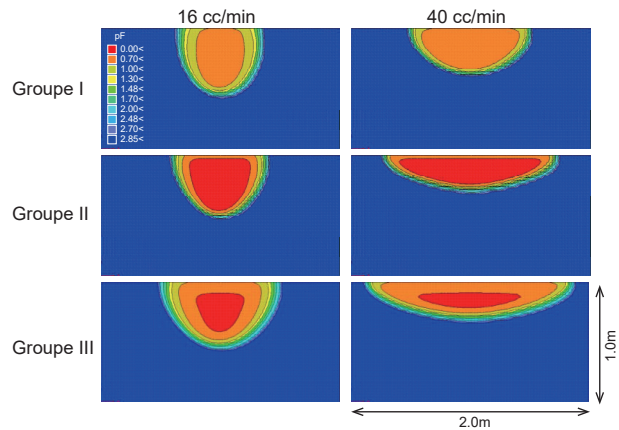 16 cc/min
40 cc/min
Groupe I
pF
0.00<
0.70<
1.00<
1.30<
1.48<
1.70<
2.00<
2.48<
2.70<
2.85<
Groupe II
Groupe III
1.0m
2.0m